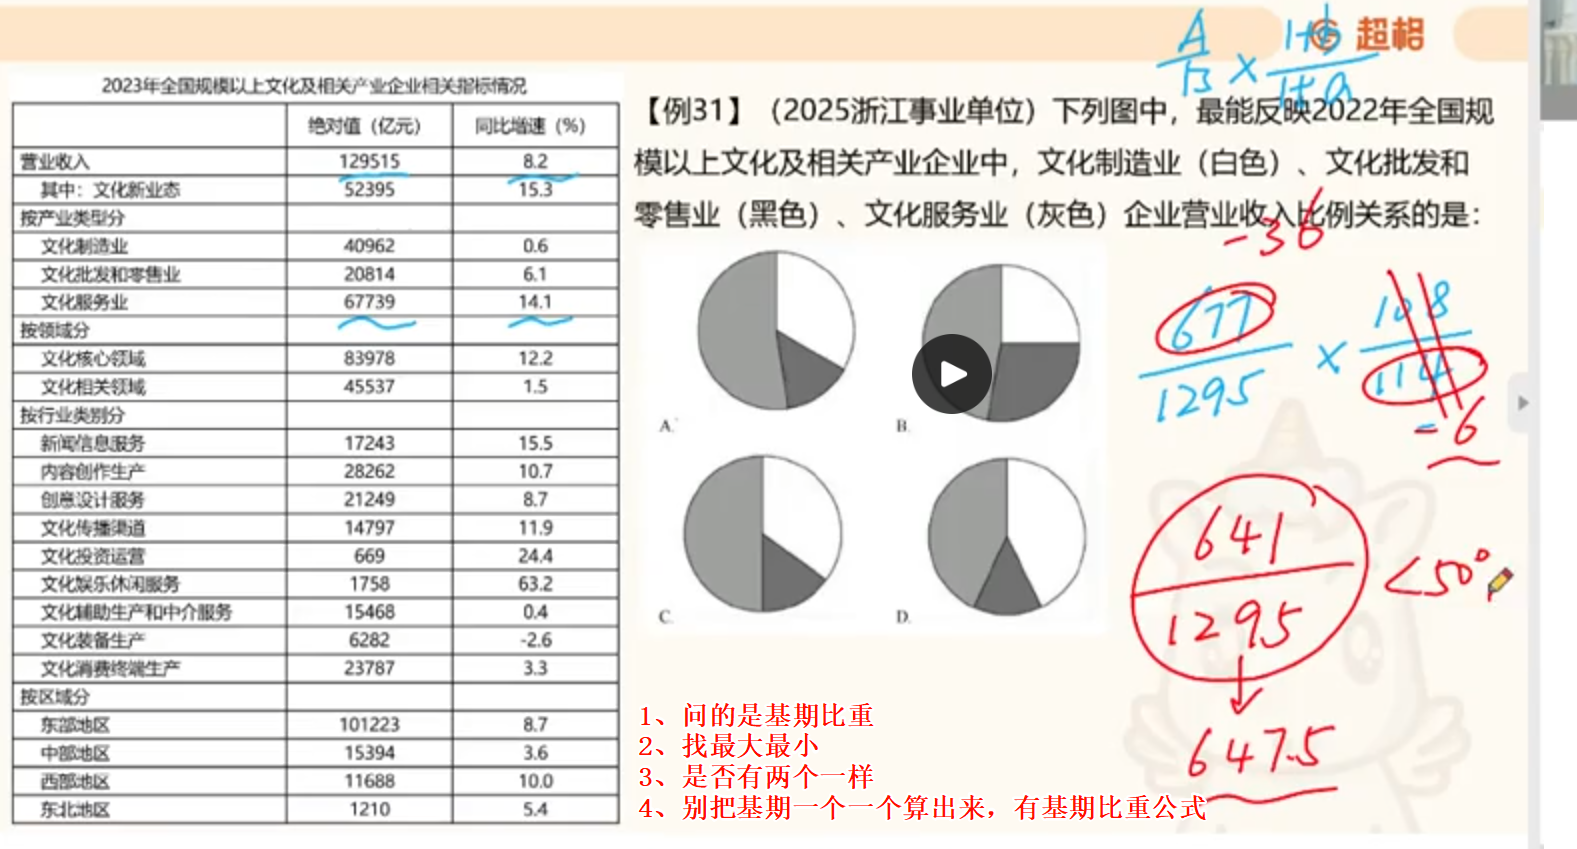 超格
A/B × 1+b/1+a
2023年全国规模以上文化及相关产业企业相关指标情况
绝对值（亿元） 同比增速（%）
营业收入 129515 8.2
其中：文化新业态 52395 15.3
按产业类型分
文化制造业 40962 0.6
文化批发和零售业 20814 6.1
文化服务业 67739 14.1
按领域分
文化核心领域 83978 12.2
文化相关领域 45537 1.5
按行业类别分
新闻信息服务 17243 15.5
内容创作生产 28262 10.7
创意设计服务 21249 8.7
文化传播渠道 14797 11.9
文化投资运营 669 24.4
文化娱乐休闲服务 1758 63.2
文化辅助生产和中介服务 15468 0.4
文化装备生产 6282 -2.6
文化消费终端生产 23787 3.3
按区域分
东部地区 101223 8.7
中部地区 15394 3.6
西部地区 11688 10.0
东北地区 1210 5.4
【例31】（2025浙江事业单位）下列图中，最能反映2022年全国规
模以上文化及相关产业企业中，文化制造业（白色）、文化批发和
零售业（黑色）、文化服务业（灰色）企业营业收入比例关系的是：
A.
B.
C.
D.
-36
677/1295 × 108/114
-6
641/1295 <50%
647.5
1、问的是基期比重
2、找最大最小
3、是否有两个一样
4、别把基期一个一个算出来，有基期比重公式